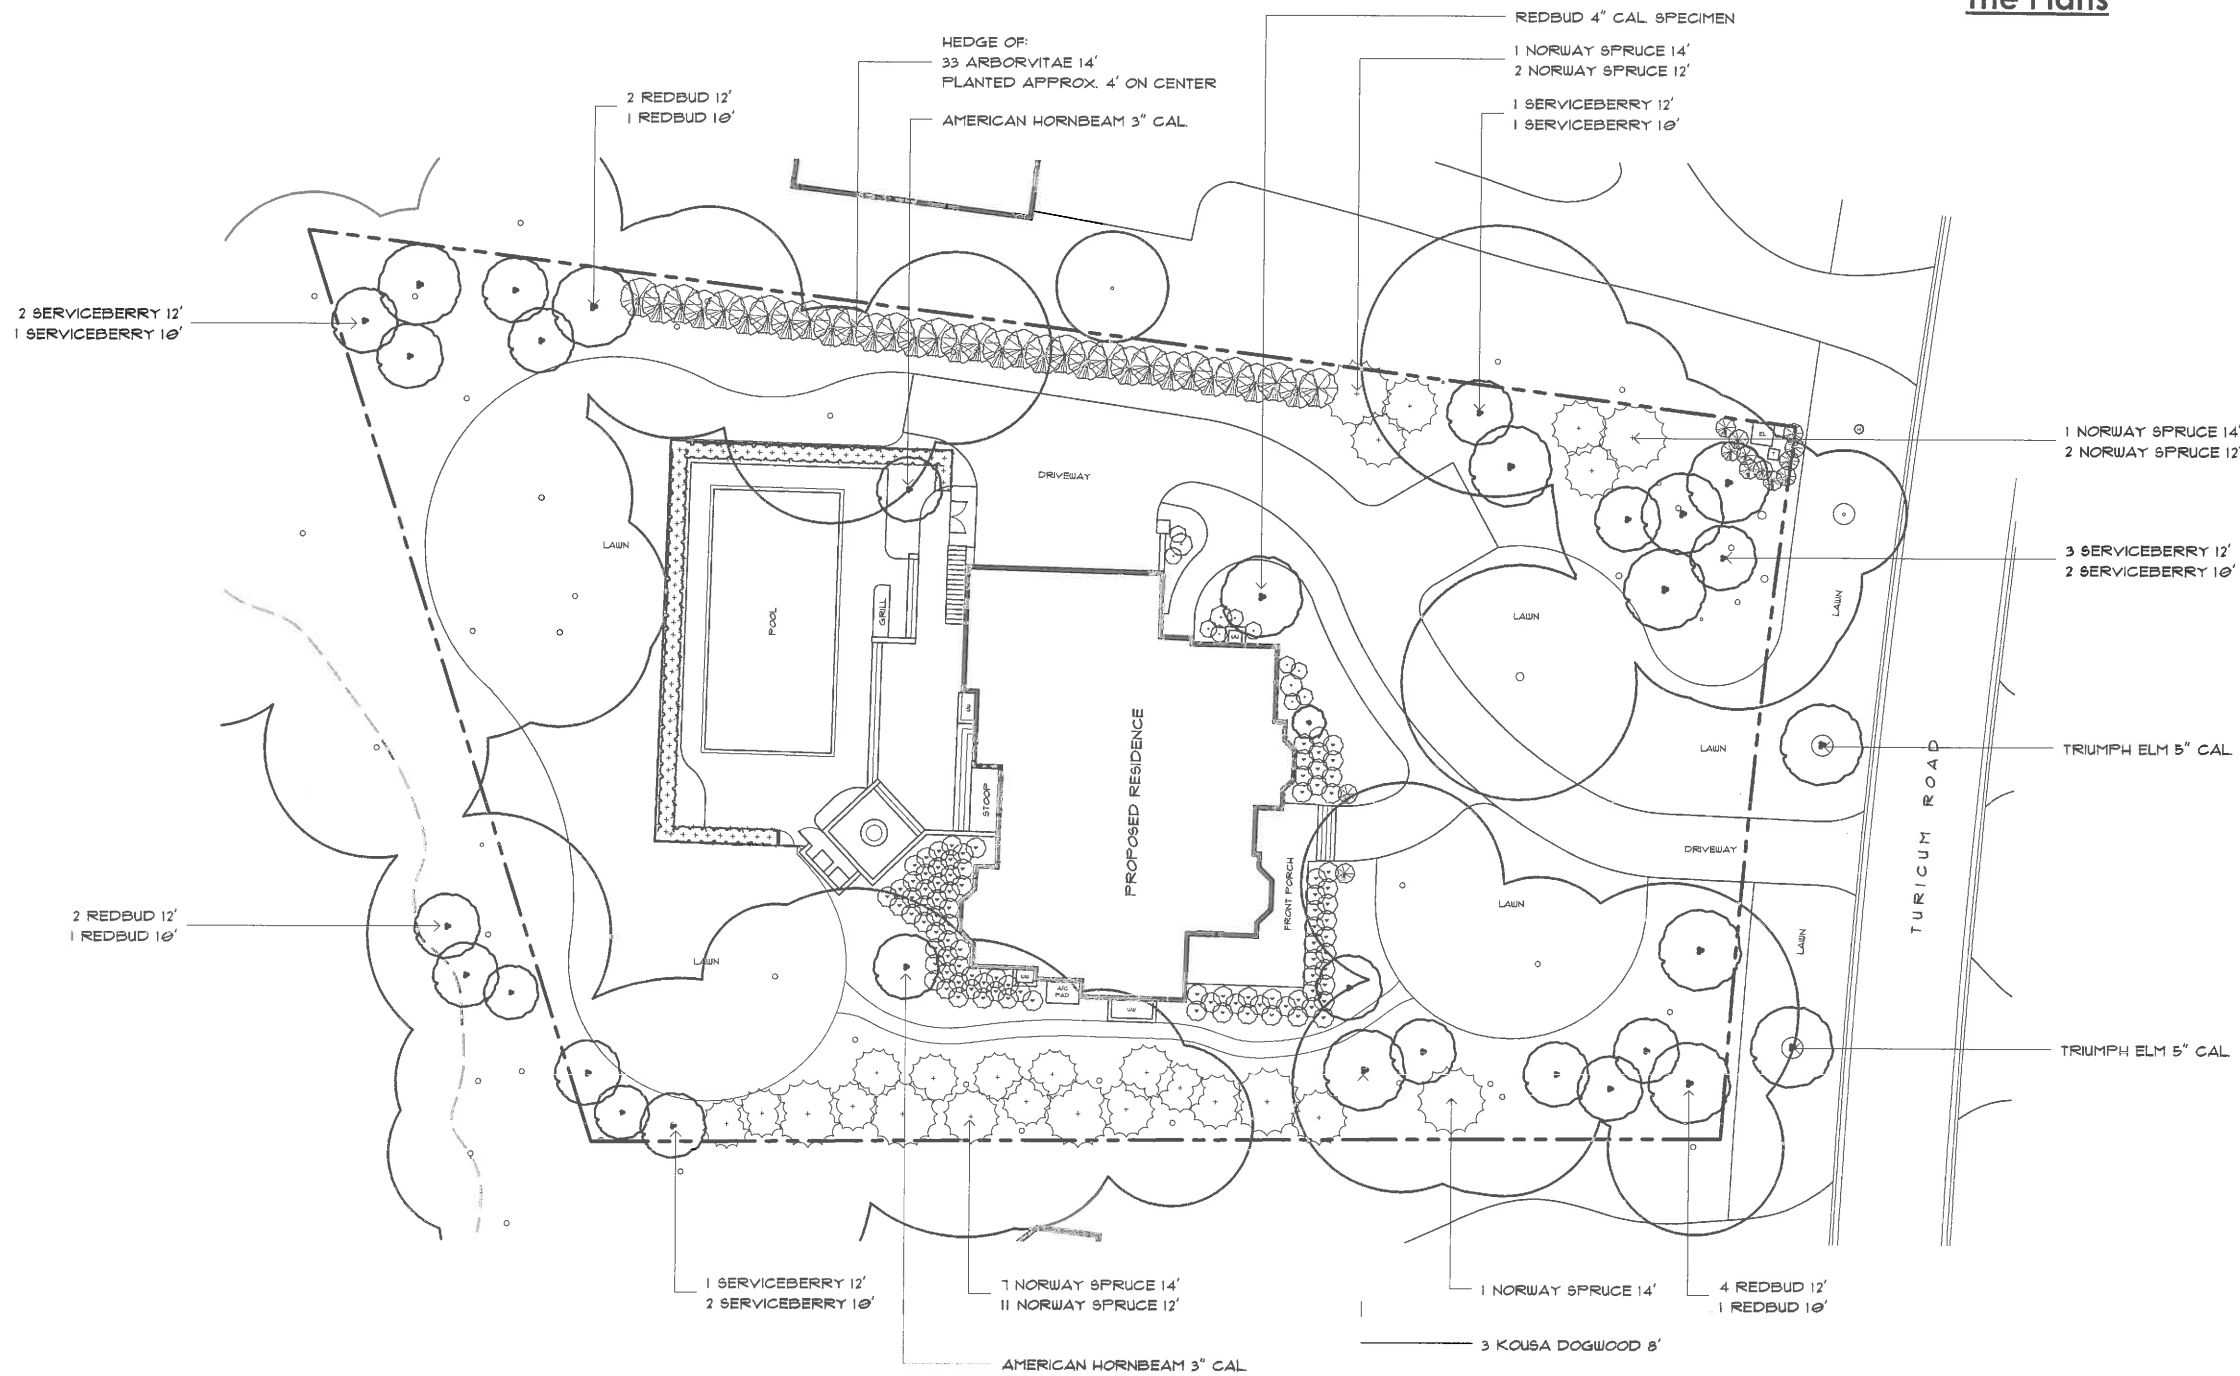 The Plans
REDBUD 4" CAL. SPECIMEN
HEDGE OF:
33 ARBORVITAE 14'
PLANTED APPROX. 4' ON CENTER
1 NORWAY SPRUCE 14'
2 NORWAY SPRUCE 12'
2 REDBUD 12'
1 REDBUD 10'
1 SERVICEBERRY 12'
1 SERVICEBERRY 10'
AMERICAN HORNBEAM 3" CAL.
2 SERVICEBERRY 12'
1 SERVICEBERRY 10'
1 NORWAY SPRUCE 14'
2 NORWAY SPRUCE 12'
EL
T
DRIVEWAY
LAWN
3 SERVICEBERRY 12'
2 SERVICEBERRY 10'
POOL
GRILL
LAWN
LAWN
WW
WW
PROPOSED RESIDENCE
STOOP
LAWN
TRIUMPH ELM 5" CAL.
TURICUM ROAD
DRIVEWAY
FRONT PORCH
LAWN
2 REDBUD 12'
1 REDBUD 10'
LAWN
LAWN
WW
A/C
PAD
WW
TRIUMPH ELM 5" CAL.
1 SERVICEBERRY 12'
2 SERVICEBERRY 10'
7 NORWAY SPRUCE 14'
11 NORWAY SPRUCE 12'
1 NORWAY SPRUCE 14'
4 REDBUD 12'
1 REDBUD 10'
3 KOUSA DOGWOOD 8'
AMERICAN HORNBEAM 3" CAL.